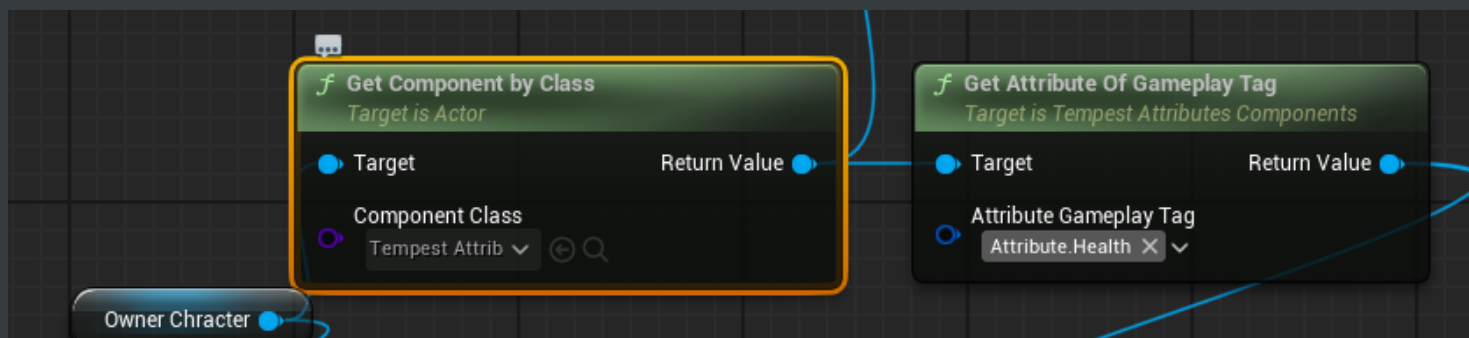 f Get Component by Class
Target is Actor
Target
Return Value
Component Class
Tempest Attrib
f Get Attribute Of Gameplay Tag
Target is Tempest Attributes Components
Target
Return Value
Attribute Gameplay Tag
Attribute.Health
Owner Chracter